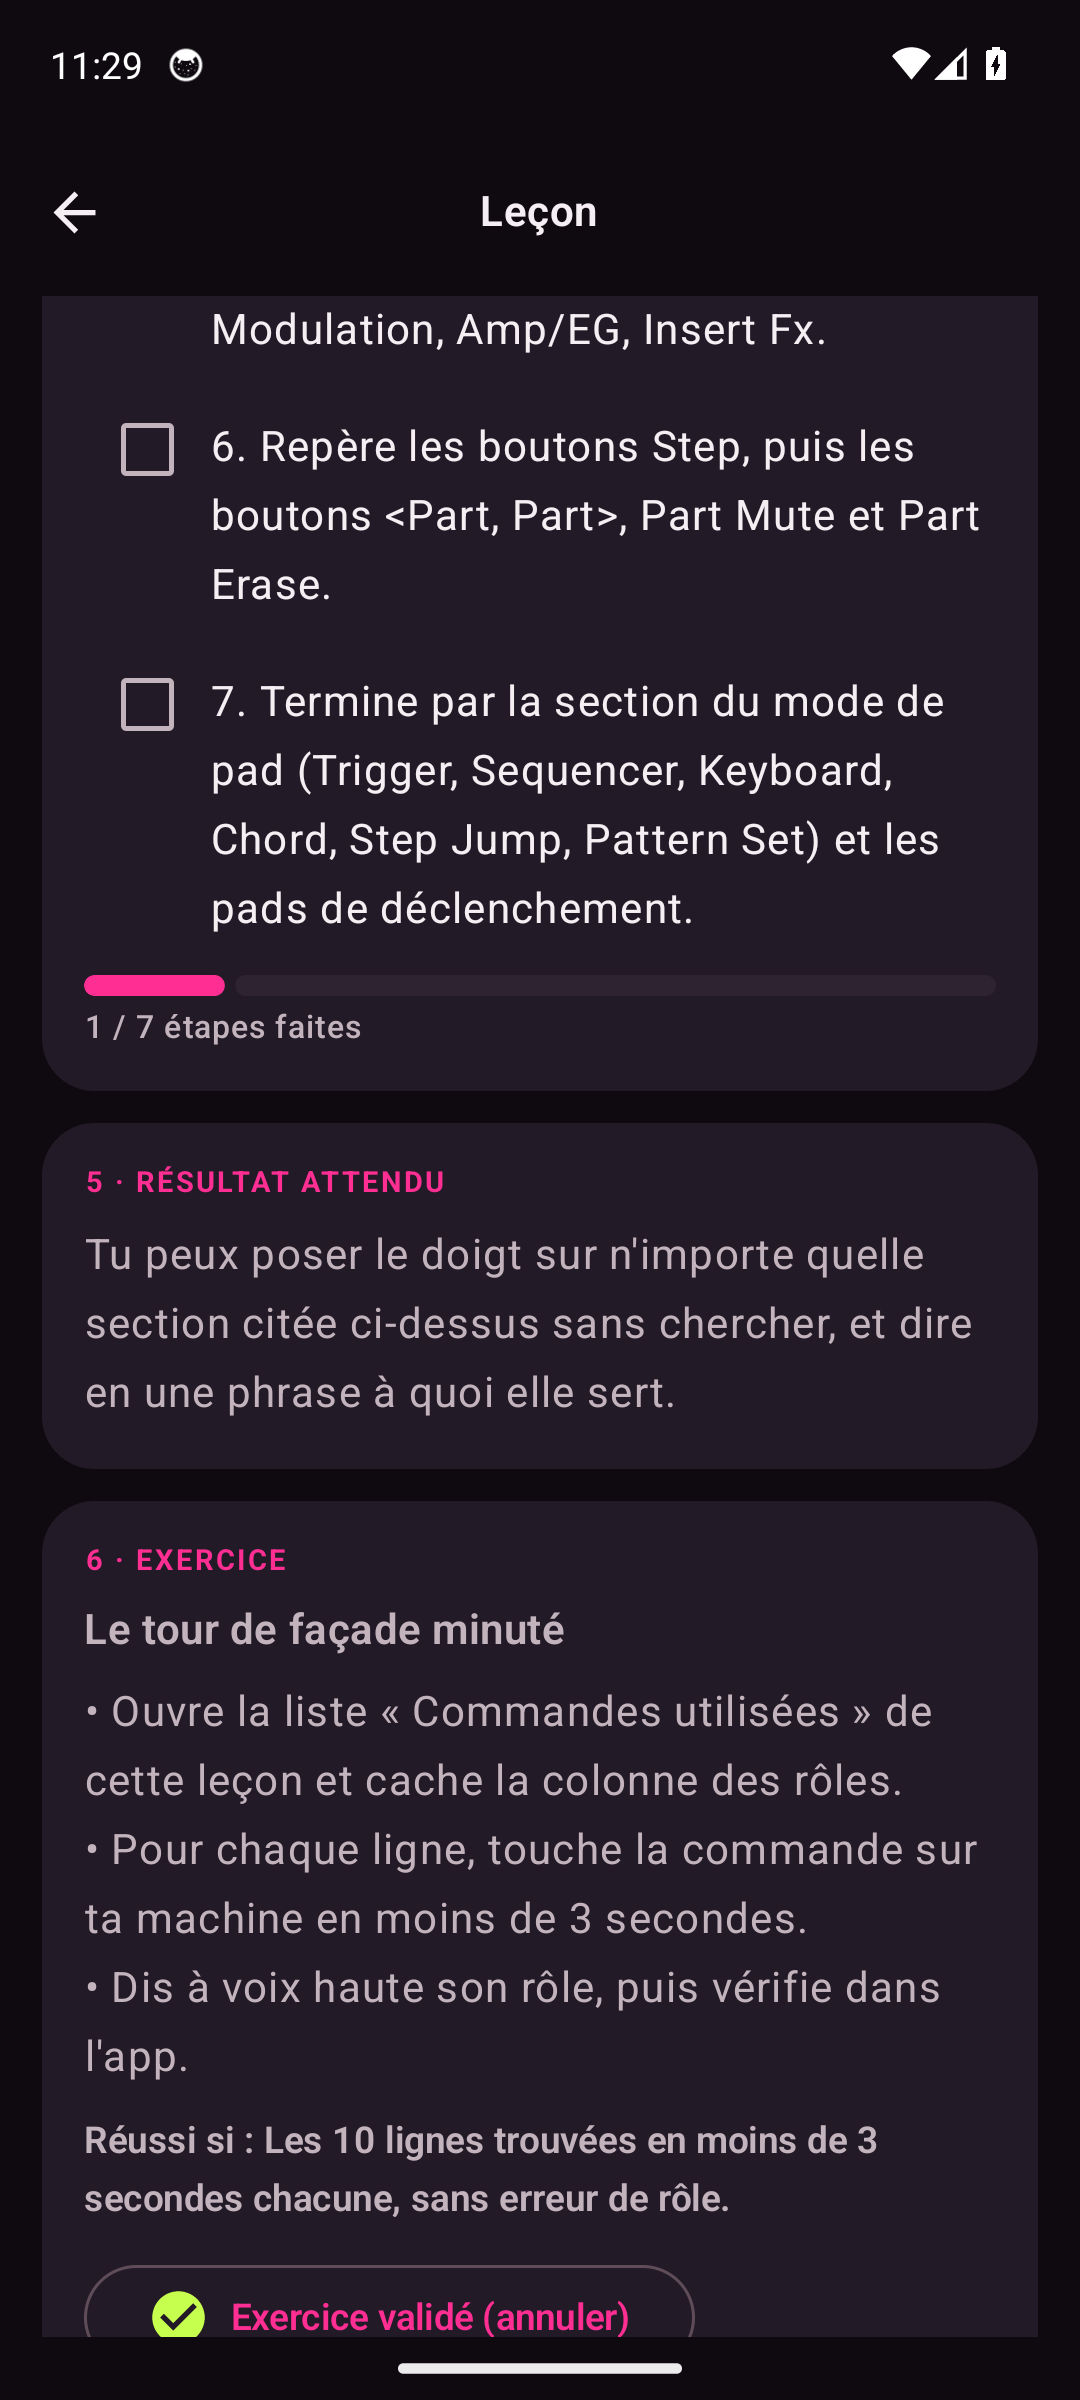 11:29
Leçon
Modulation, Amp/EG, Insert Fx.
6. Repère les boutons Step, puis les
boutons <Part, Part>, Part Mute et Part
Erase.
7. Termine par la section du mode de
pad (Trigger, Sequencer, Keyboard,
Chord, Step Jump, Pattern Set) et les
pads de déclenchement.
1 / 7 étapes faites
5 · RÉSULTAT ATTENDU
Tu peux poser le doigt sur n'importe quelle
section citée ci-dessus sans chercher, et dire
en une phrase à quoi elle sert.
6 · EXERCICE
Le tour de façade minuté
• Ouvre la liste « Commandes utilisées » de
cette leçon et cache la colonne des rôles.
• Pour chaque ligne, touche la commande sur
ta machine en moins de 3 secondes.
• Dis à voix haute son rôle, puis vérifie dans
l'app.
Réussi si : Les 10 lignes trouvées en moins de 3
secondes chacune, sans erreur de rôle.
Exercice validé (annuler)